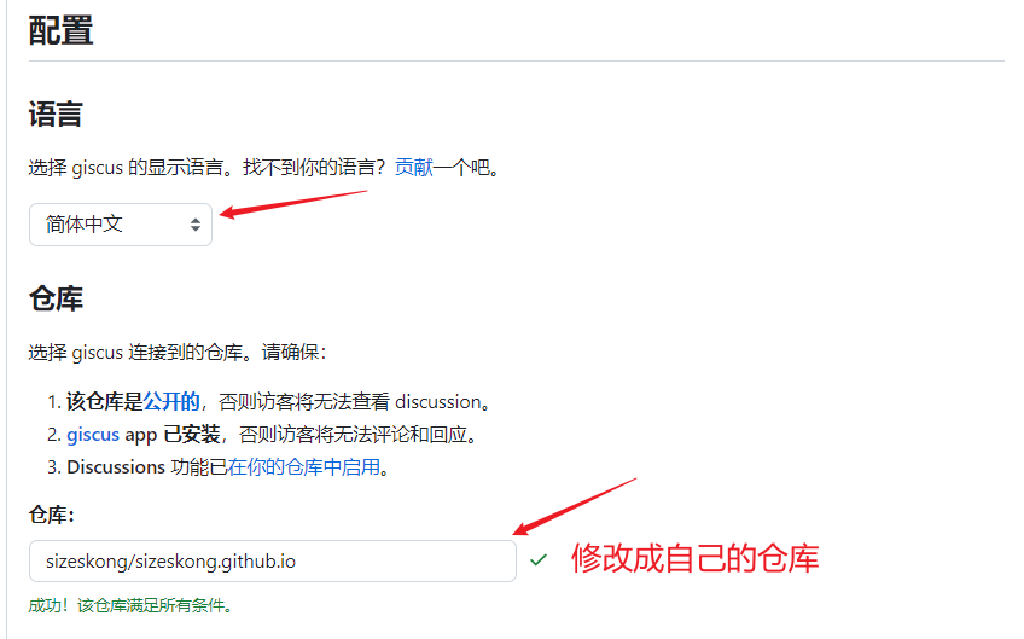 配置
语言
选择 giscus 的显示语言。找不到你的语言？贡献一个吧。
简体中文
仓库
选择 giscus 连接到的仓库。请确保：
1. 该仓库是公开的，否则访客将无法查看 discussion。
2. giscus app 已安装，否则访客将无法评论和回应。
3. Discussions 功能已在你的仓库中启用。
仓库：
sizeskong/sizeskong.github.io
修改成自己的仓库
成功！该仓库满足所有条件。